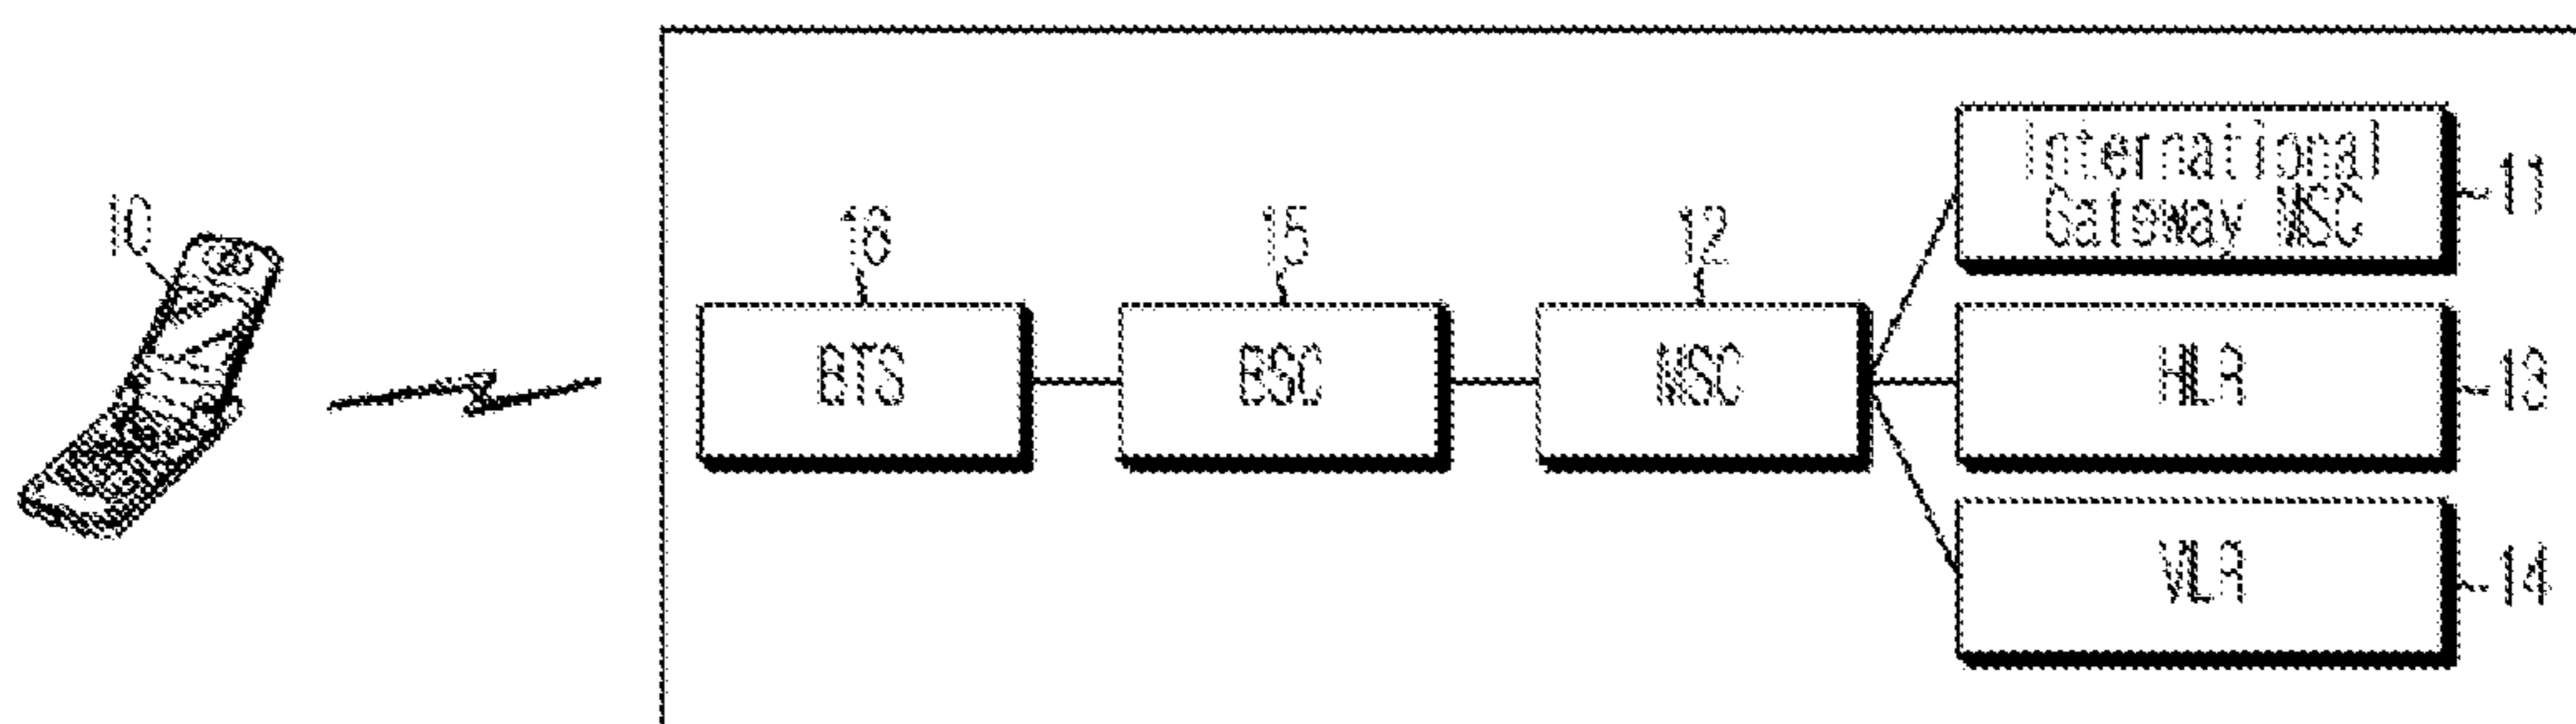 10
16
BTS
15
BSC
12
MSC
International
Gateway MSC
11
HLR
13
VLR
14